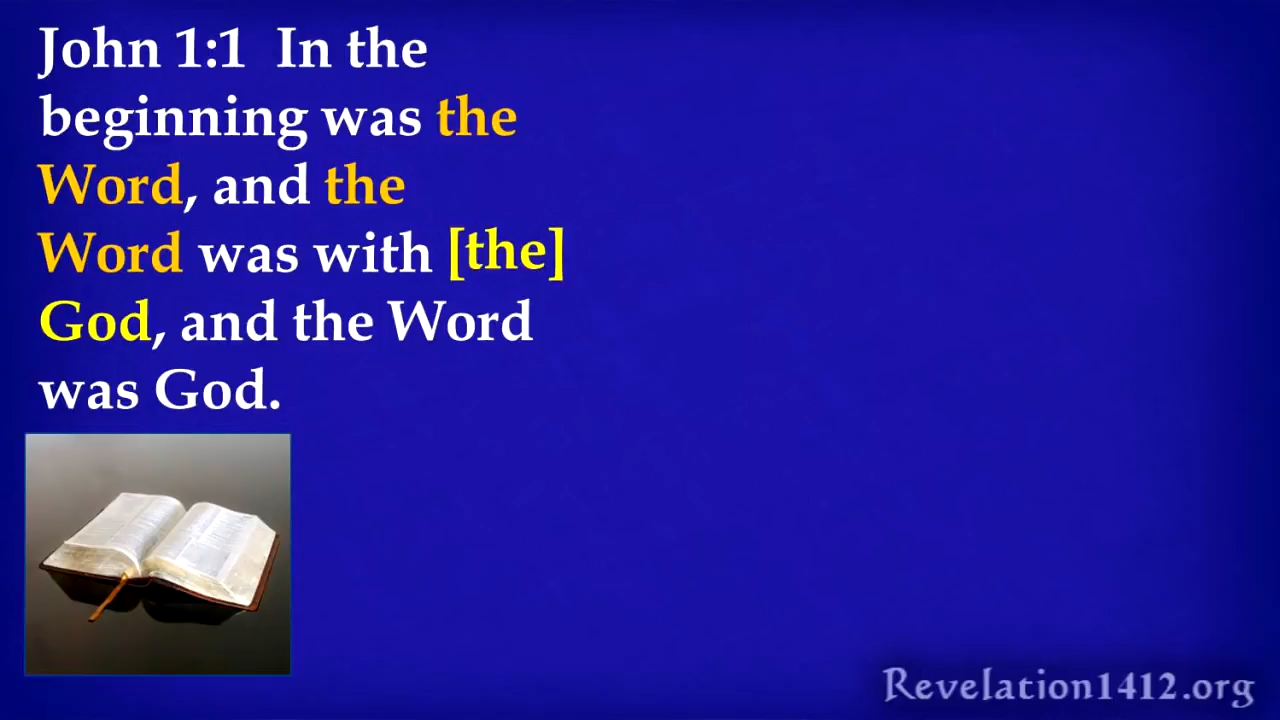 John 1:1 In the
beginning was the
Word, and the
Word was with [the]
God, and the Word
was God.
Revelation1412.org